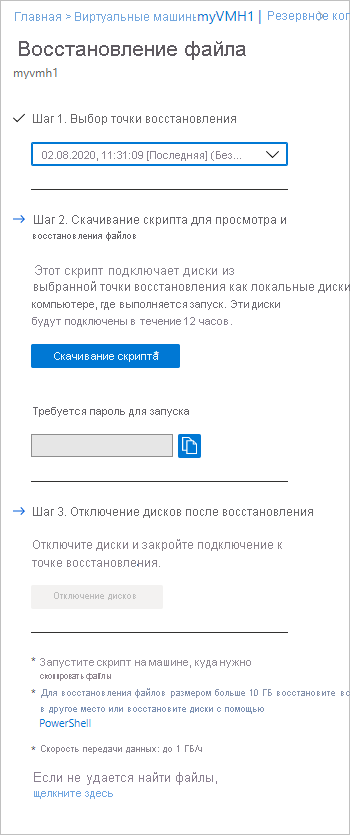 Главная > Виртуальные машины myVMH1 | Резервное коп
Восстановление файла
myvmh1
Шаг 1. Выбор точки восстановления
02.08.2020, 11:31:09 [Последняя] (Без...
Шаг 2. Скачивание скрипта для просмотра и
восстановления файлов
Этот скрипт подключает диски из
выбранной точки восстановления как локальные диски
компьютере, где выполняется запуск. Эти диски
будут подключены в течение 12 часов.
Скачивание скрипта*
Требуется пароль для запуска
Шаг 3. Отключение дисков после восстановления
Отключите диски и закройте подключение к
точке восстановления.
Отключение дисков
* Запустите скрипт на машине, куда нужно
скопировать файлы
* Для восстановления файлов размером больше 10 ГБ восстановите вс
в другое место или восстановите диски с помощью
PowerShell
* Скорость передачи данных: до 1 ГБ/ч
Если не удается найти файлы,
щелкните здесь